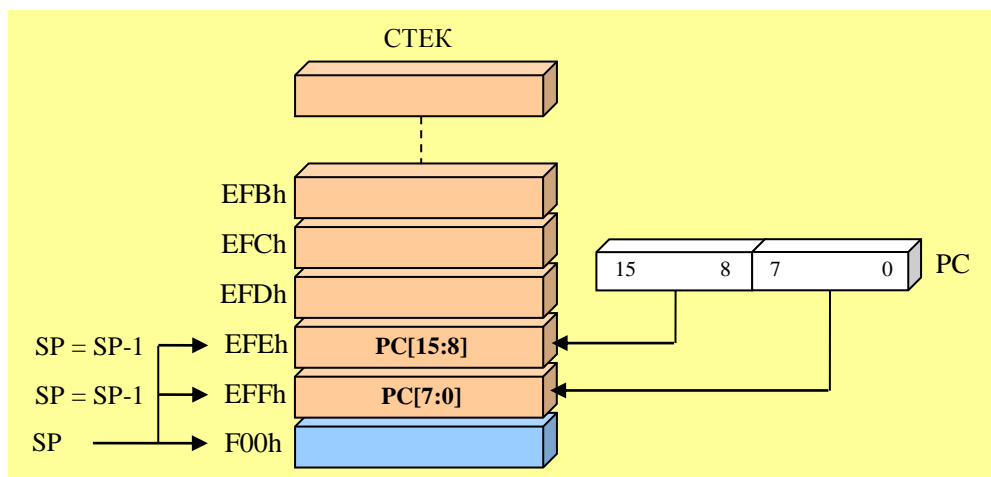 СТЕК
EFBh
EFCh
15 8 7 0 PC
EFDh
SP = SP-1 EFEh PC[15:8]
SP = SP-1 EFFh PC[7:0]
SP F00h